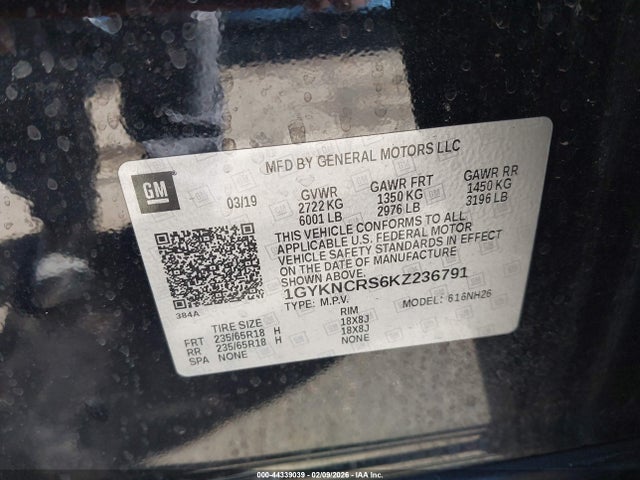 MFD BY GENERAL MOTORS LLC
GM
03/19
GVWR GAWR FRT GAWR RR
2722 KG 1350 KG 1450 KG
6001 LB 2976 LB 3196 LB
THIS VEHICLE CONFORMS TO ALL
APPLICABLE U.S. FEDERAL MOTOR
VEHICLE SAFETY STANDARDS IN EFFECT
ON THE DATE OF MANUFACTURE
SHOWN ABOVE.
1GYKNCRS6KZ236791
TYPE: M.P.V. MODEL: 616NH26
384A
TIRE SIZE RIM
FRT 235/65R18 H 18X8J
RR 235/65R18 H 18X8J
SPA NONE NONE
000-44339039 - 02/09/2026 - IAA Inc.